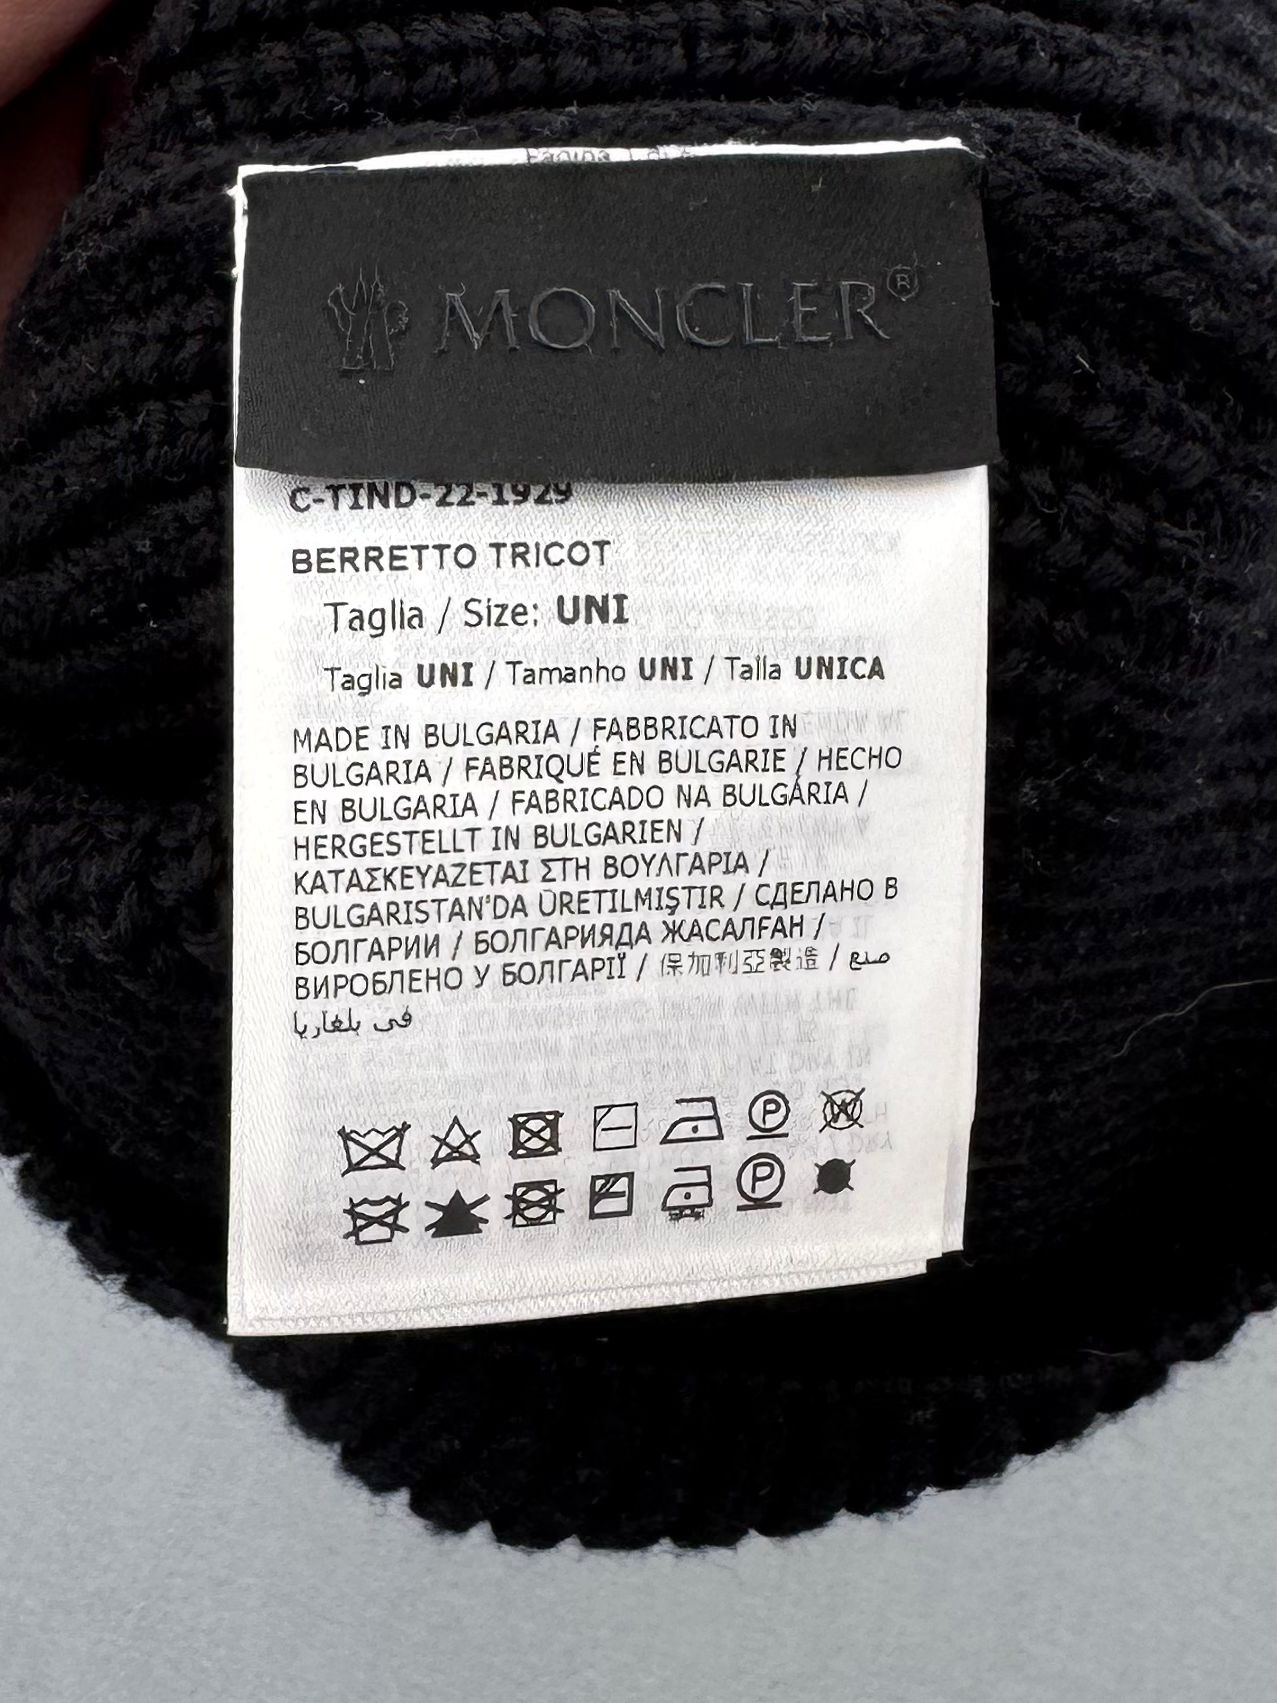 MONCLER®
C-TIND-22-1929
BERRETTO TRICOT
Taglia / Size: UNI
Taglia UNI / Tamanho UNI / Talla UNICA
MADE IN BULGARIA / FABBRICATO IN
BULGARIA / FABRIQUÉ EN BULGARIE / HECHO
EN BULGARIA / FABRICADO NA BULGÁRIA /
HERGESTELLT IN BULGARIEN /
ΚΑΤΑΣΚΕΥΑΖΕΤΑΙ ΣΤΗ ΒΟΥΛΓΑΡΙΑ /
BULGARISTAN'DA ÜRETILMIŞTIR / СДЕЛАНО В
БОЛГАРИИ / БОЛГАРИЯДА ЖАСАЛҒАН /
ВИРОБЛЕНО У БОЛГАРІЇ / 保加利亞製造 / صنع
في بلغاريا
P W
P